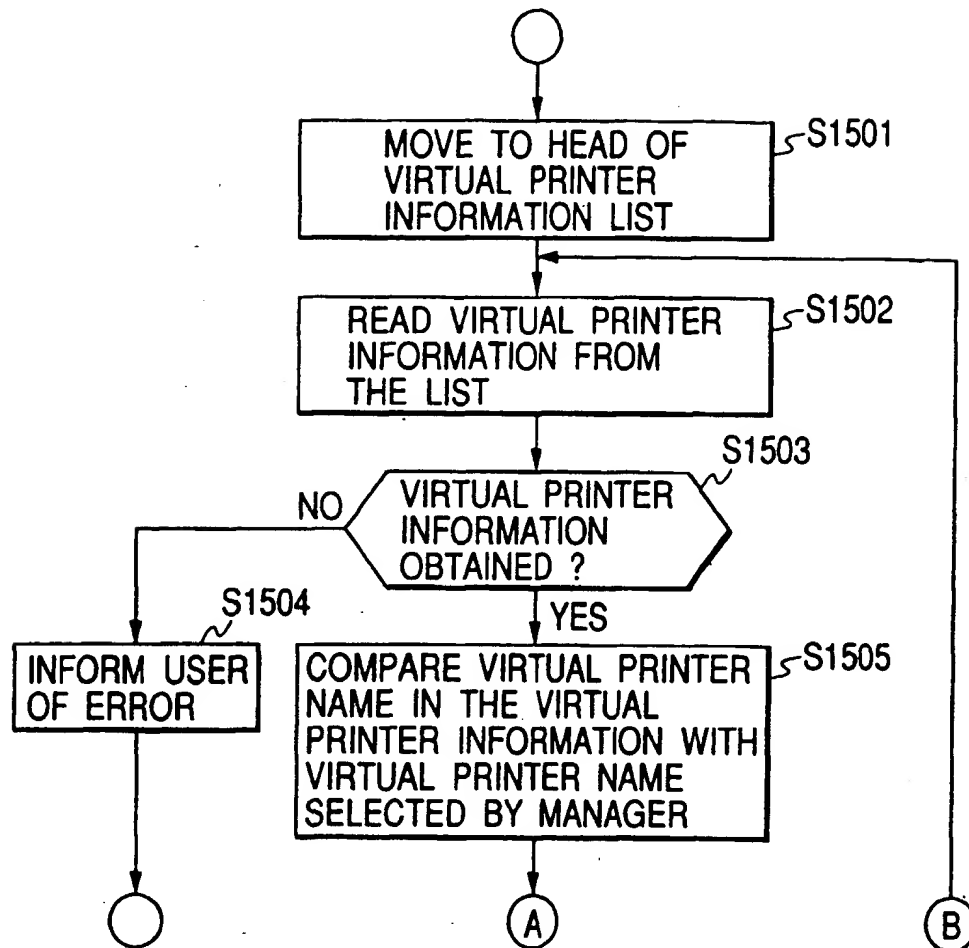 S1501
MOVE TO HEAD OF
VIRTUAL PRINTER
INFORMATION LIST
S1502
READ VIRTUAL PRINTER
INFORMATION FROM
THE LIST
S1503
VIRTUAL PRINTER
INFORMATION
OBTAINED ?
NO
YES
S1504
INFORM USER
OF ERROR
S1505
COMPARE VIRTUAL PRINTER
NAME IN THE VIRTUAL
PRINTER INFORMATION WITH
VIRTUAL PRINTER NAME
SELECTED BY MANAGER
A
B